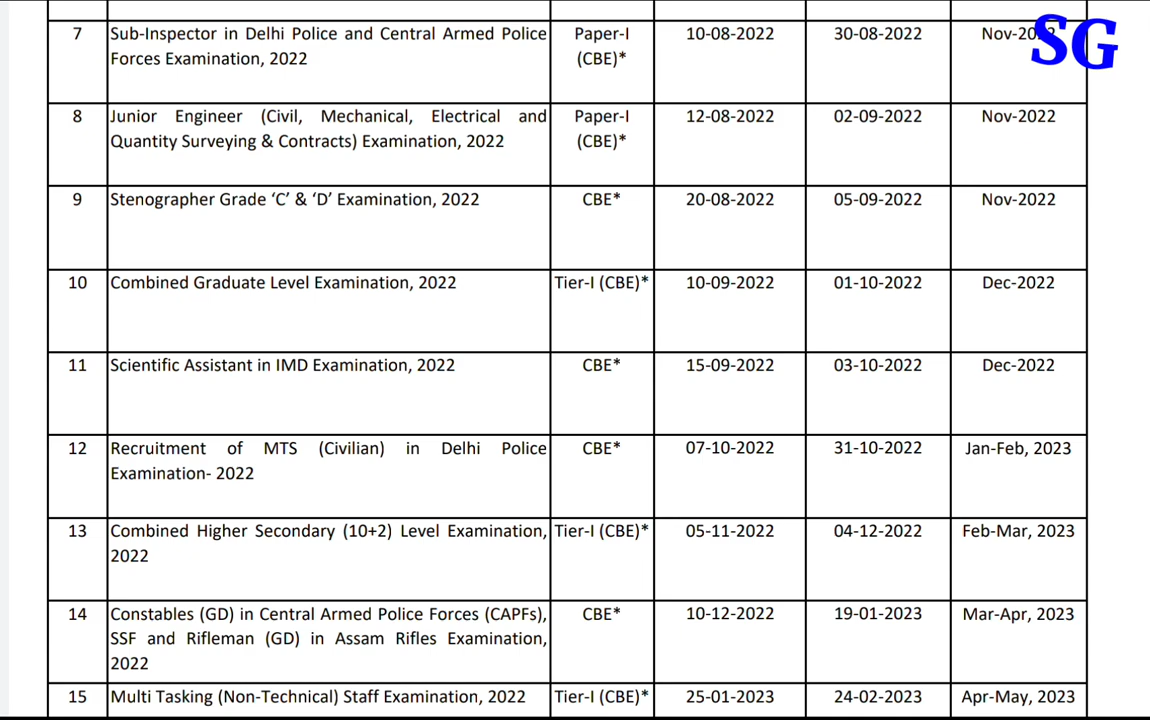 7 Sub-Inspector in Delhi Police and Central Armed Police Paper-I 10-08-2022 30-08-2022 Nov-2022 SG
Forces Examination, 2022 (CBE)*
8 Junior Engineer (Civil, Mechanical, Electrical and Paper-I 12-08-2022 02-09-2022 Nov-2022
Quantity Surveying & Contracts) Examination, 2022 (CBE)*
9 Stenographer Grade ‘C’ & ‘D’ Examination, 2022 CBE* 20-08-2022 05-09-2022 Nov-2022
10 Combined Graduate Level Examination, 2022 Tier-I (CBE)* 10-09-2022 01-10-2022 Dec-2022
11 Scientific Assistant in IMD Examination, 2022 CBE* 15-09-2022 03-10-2022 Dec-2022
12 Recruitment of MTS (Civilian) in Delhi Police CBE* 07-10-2022 31-10-2022 Jan-Feb, 2023
Examination- 2022
13 Combined Higher Secondary (10+2) Level Examination, Tier-I (CBE)* 05-11-2022 04-12-2022 Feb-Mar, 2023
2022
14 Constables (GD) in Central Armed Police Forces (CAPFs), CBE* 10-12-2022 19-01-2023 Mar-Apr, 2023
SSF and Rifleman (GD) in Assam Rifles Examination,
2022
15 Multi Tasking (Non-Technical) Staff Examination, 2022 Tier-I (CBE)* 25-01-2023 24-02-2023 Apr-May, 2023